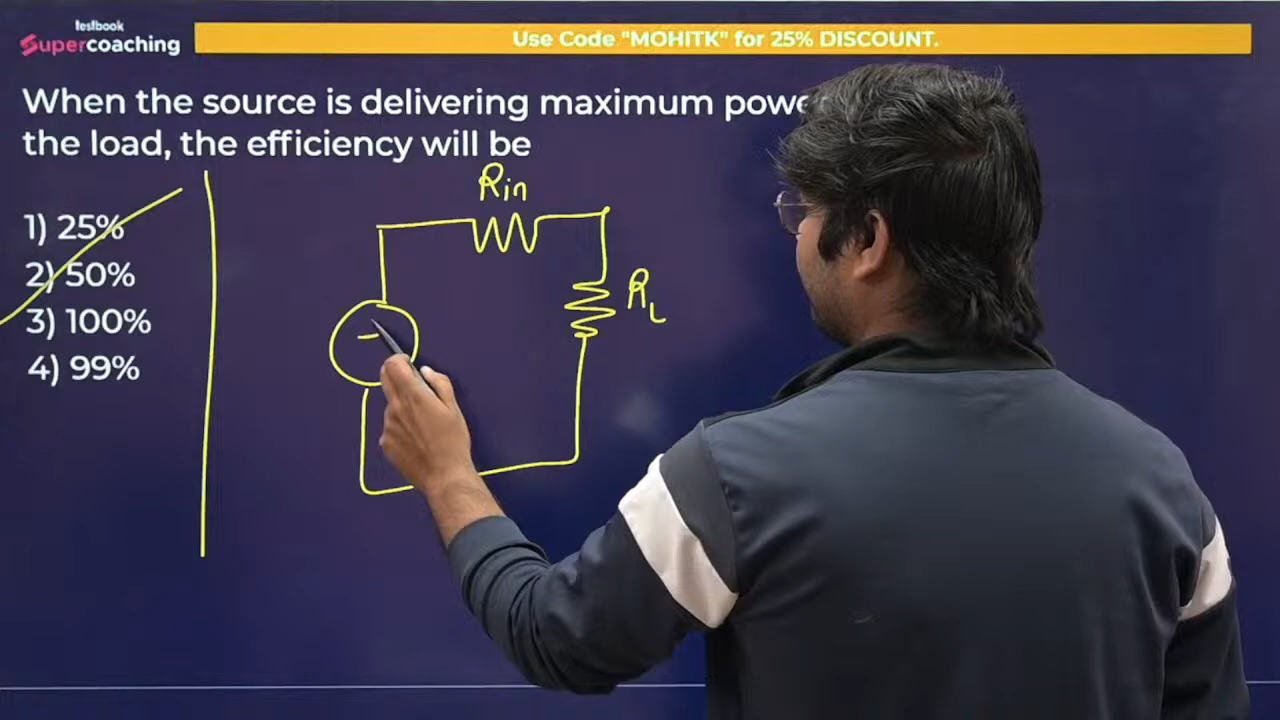 testbook
Supercoaching
Use Code "MOHITK" for 25% DISCOUNT.
When the source is delivering maximum
the load, the efficiency will be
1) 25%
2) 50%
3) 100%
4) 99%
Rin
RL